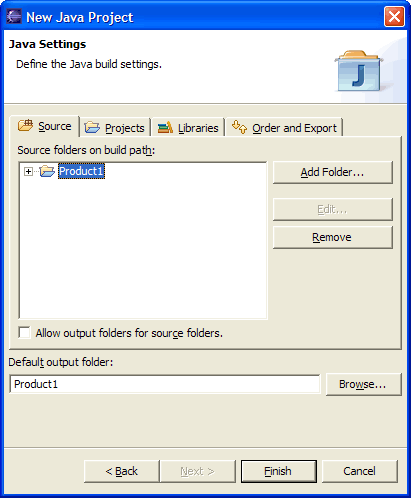 New Java Project
Java Settings
Define the Java build settings.
J
Source Projects Libraries Order and Export
Source folders on build path:
Product1
Add Folder...
Edit...
Remove
Allow output folders for source folders.
Default output folder:
Product1 Browse...
< Back Next > Finish Cancel